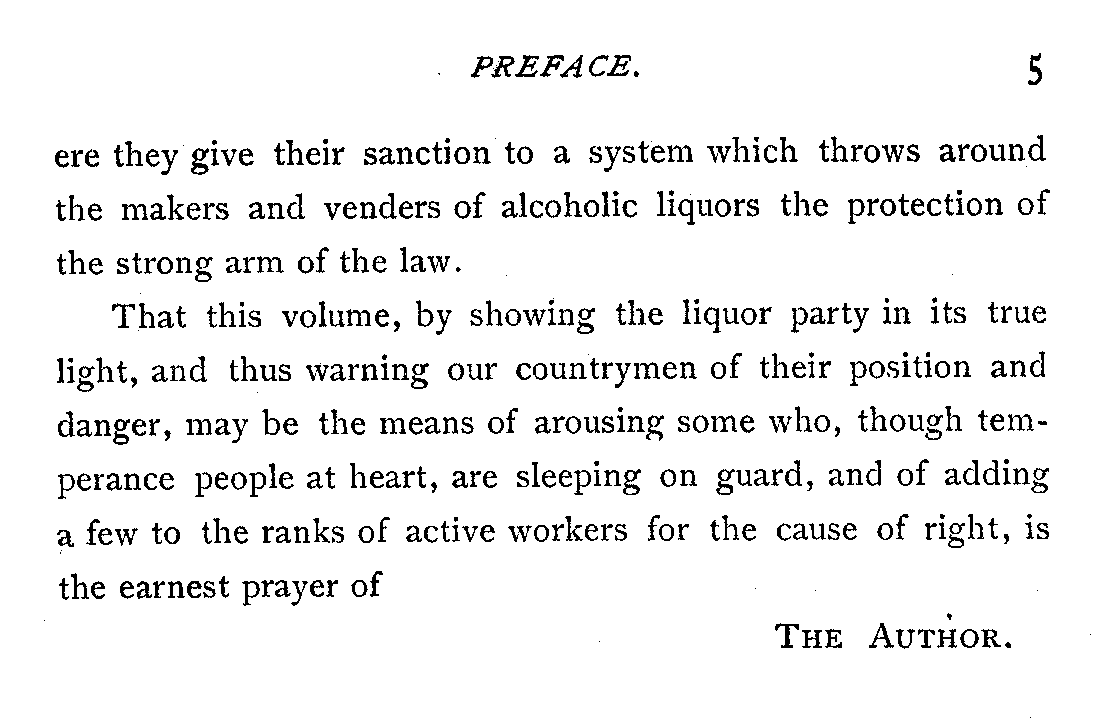 PREFACE. 5
ere they give their sanction to a system which throws around
the makers and venders of alcoholic liquors the protection of
the strong arm of the law.
That this volume, by showing the liquor party in its true
light, and thus warning our countrymen of their position and
danger, may be the means of arousing some who, though tem-
perance people at heart, are sleeping on guard, and of adding
a few to the ranks of active workers for the cause of right, is
the earnest prayer of
THE AUTHOR.